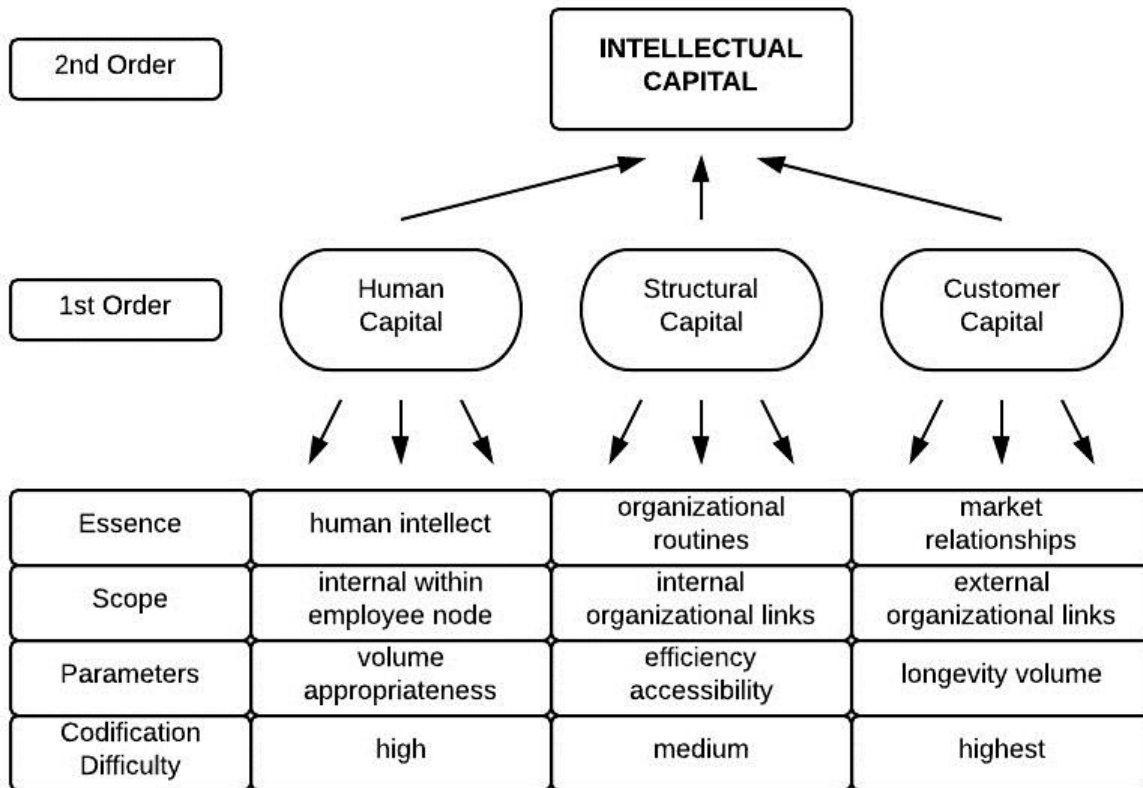 2nd Order
INTELLECTUAL
CAPITAL
1st Order
Human
Capital
Structural
Capital
Customer
Capital
Essence
human intellect
organizational
routines
market
relationships
Scope
internal within
employee node
internal
organizational links
external
organizational links
Parameters
volume
appropriateness
efficiency
accessibility
longevity volume
Codification
Difficulty
high
medium
highest